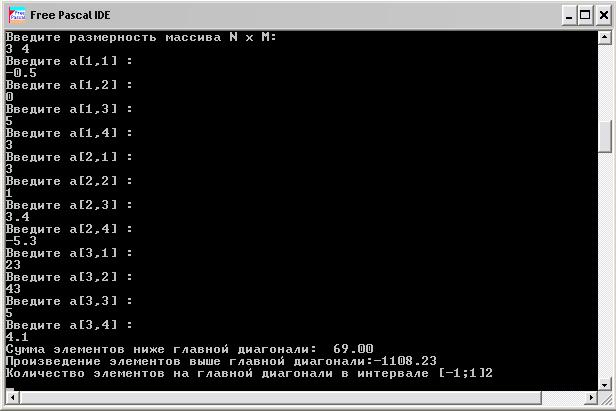 Free Pascal IDE
Введите размерность массива N x M:
3 4
Введите a[1,1] :
-0.5
Введите a[1,2] :
0
Введите a[1,3] :
5
Введите a[1,4] :
3
Введите a[2,1] :
3
Введите a[2,2] :
1
Введите a[2,3] :
3.4
Введите a[2,4] :
-5.3
Введите a[3,1] :
23
Введите a[3,2] :
43
Введите a[3,3] :
5
Введите a[3,4] :
4.1
Сумма элементов ниже главной диагонали:  69.00
Произведение элементов выше главной диагонали:-1108.23
Количество элементов на главной диагонали в интервале [-1;1]2